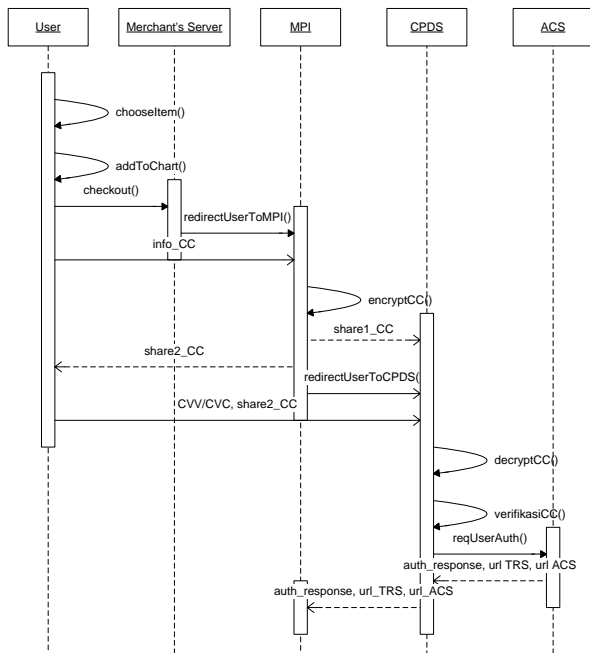 User Merchant's Server MPI CPDS ACS
chooseItem()
addToChart()
checkout()
redirectUserToMPI()
info_CC
encryptCC()
share1_CC
share2_CC
redirectUserToCPDS(
CVV/CVC, share2_CC
decryptCC()
verifikasiCC()
reqUserAuth()
auth_response, url TRS, url ACS
auth_response, url_TRS, url_ACS